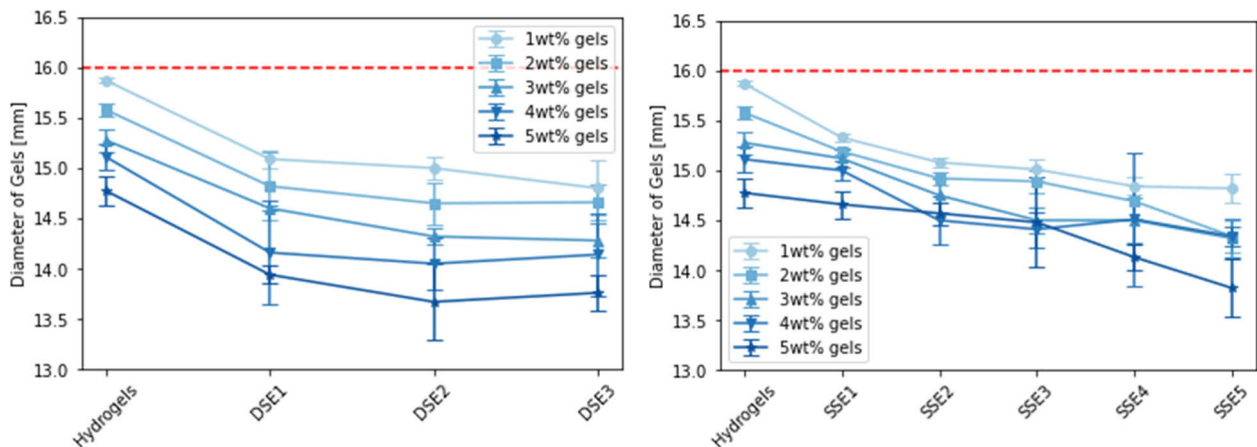 16.5
16.0
15.5
15.0
14.5
14.0
13.5
13.0
Diameter of Gels [mm]
1wt% gels
2wt% gels
3wt% gels
4wt% gels
5wt% gels
Hydrogels
DSE1
DSE2
DSE3
16.5
16.0
15.5
15.0
14.5
14.0
13.5
13.0
Diameter of Gels [mm]
1wt% gels
2wt% gels
3wt% gels
4wt% gels
5wt% gels
Hydrogels
SSE1
SSE2
SSE3
SSE4
SSE5